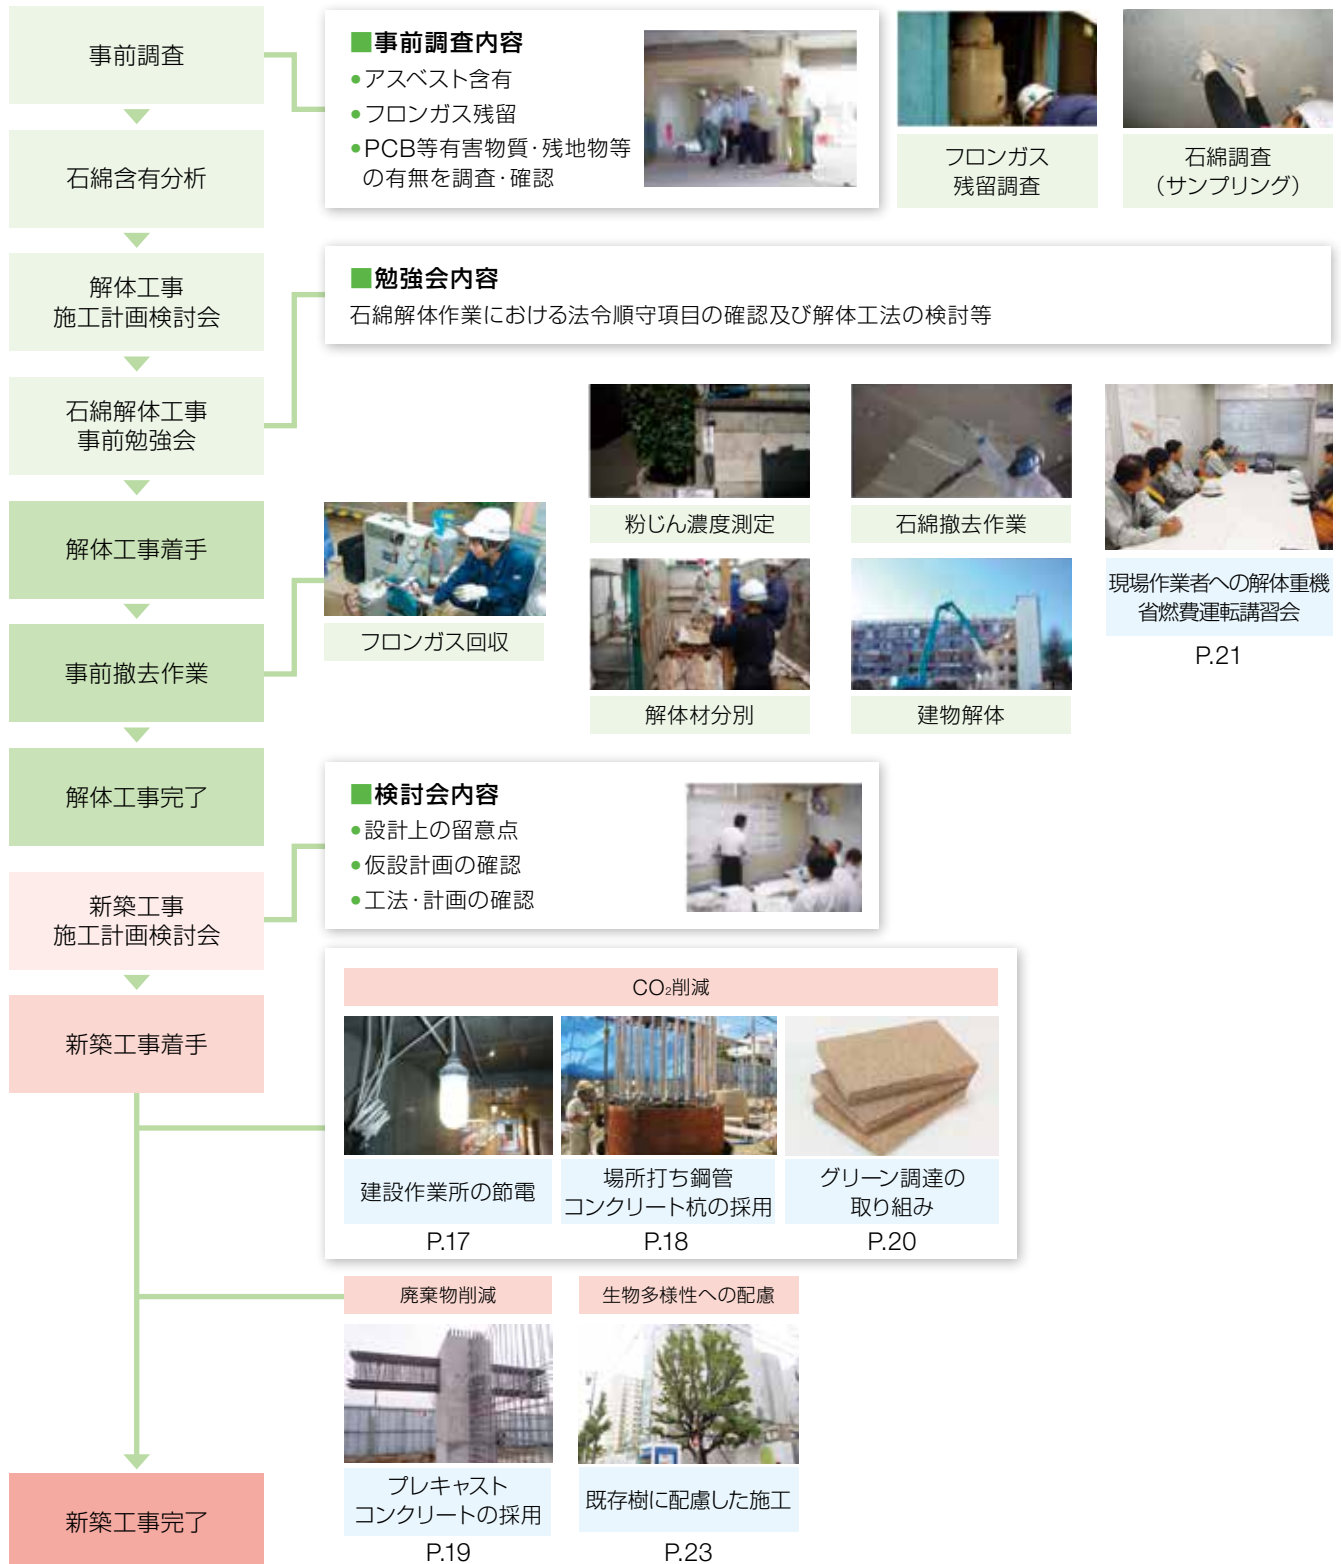 事前調査
■事前調査内容
•アスベスト含有
•フロンガス残留
•PCB等有害物質・残地物等
の有無を調査・確認
フロンガス
残留調査
石綿調査
（サンプリング）
石綿含有分析
解体工事
施工計画検討会
■勉強会内容
石綿解体作業における法令順守項目の確認及び解体工法の検討等
石綿解体工事
事前勉強会
粉じん濃度測定
石綿撤去作業
現場作業者への解体重機
省燃費運転講習会
P.21
解体工事着手
フロンガス回収
事前撤去作業
解体材分別
建物解体
解体工事完了
■検討会内容
•設計上の留意点
•仮設計画の確認
•工法・計画の確認
新築工事
施工計画検討会
新築工事着手
CO₂削減
建設作業所の節電
P.17
場所打ち鋼管
コンクリート杭の採用
P.18
グリーン調達の
取り組み
P.20
廃棄物削減
プレキャスト
コンクリートの採用
P.19
生物多様性への配慮
既存樹に配慮した施工
P.23
新築工事完了